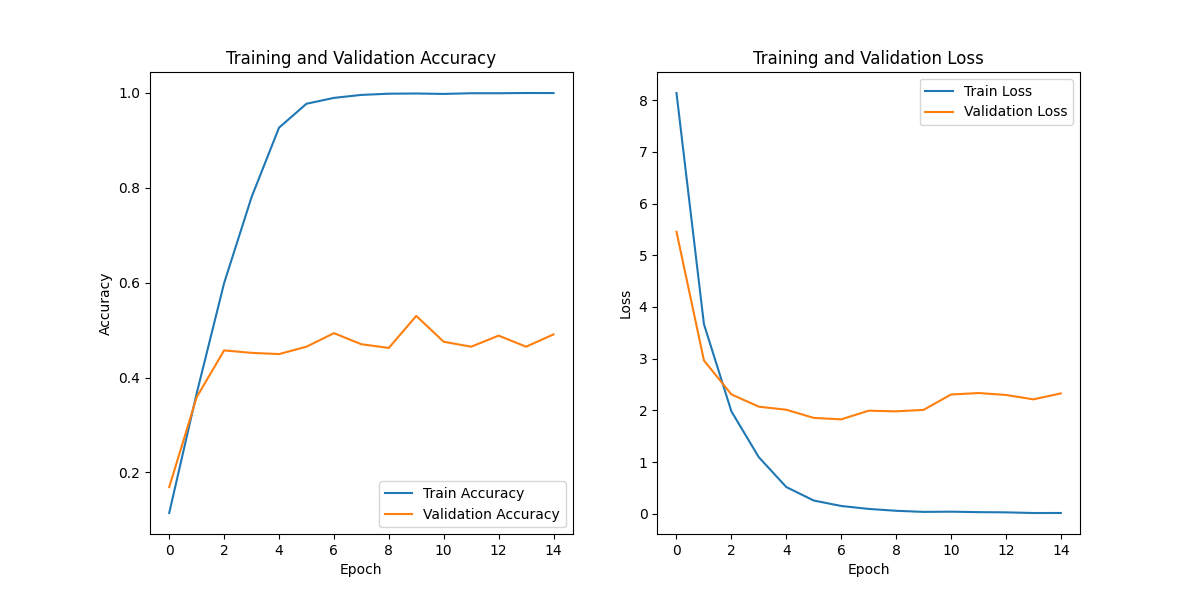 Training and Validation Accuracy
Accuracy
1.0
0.8
0.6
0.4
0.2
0 2 4 6 8 10 12 14
Epoch
Train Accuracy
Validation Accuracy
Training and Validation Loss
Loss
8
7
6
5
4
3
2
1
0
0 2 4 6 8 10 12 14
Epoch
Train Loss
Validation Loss